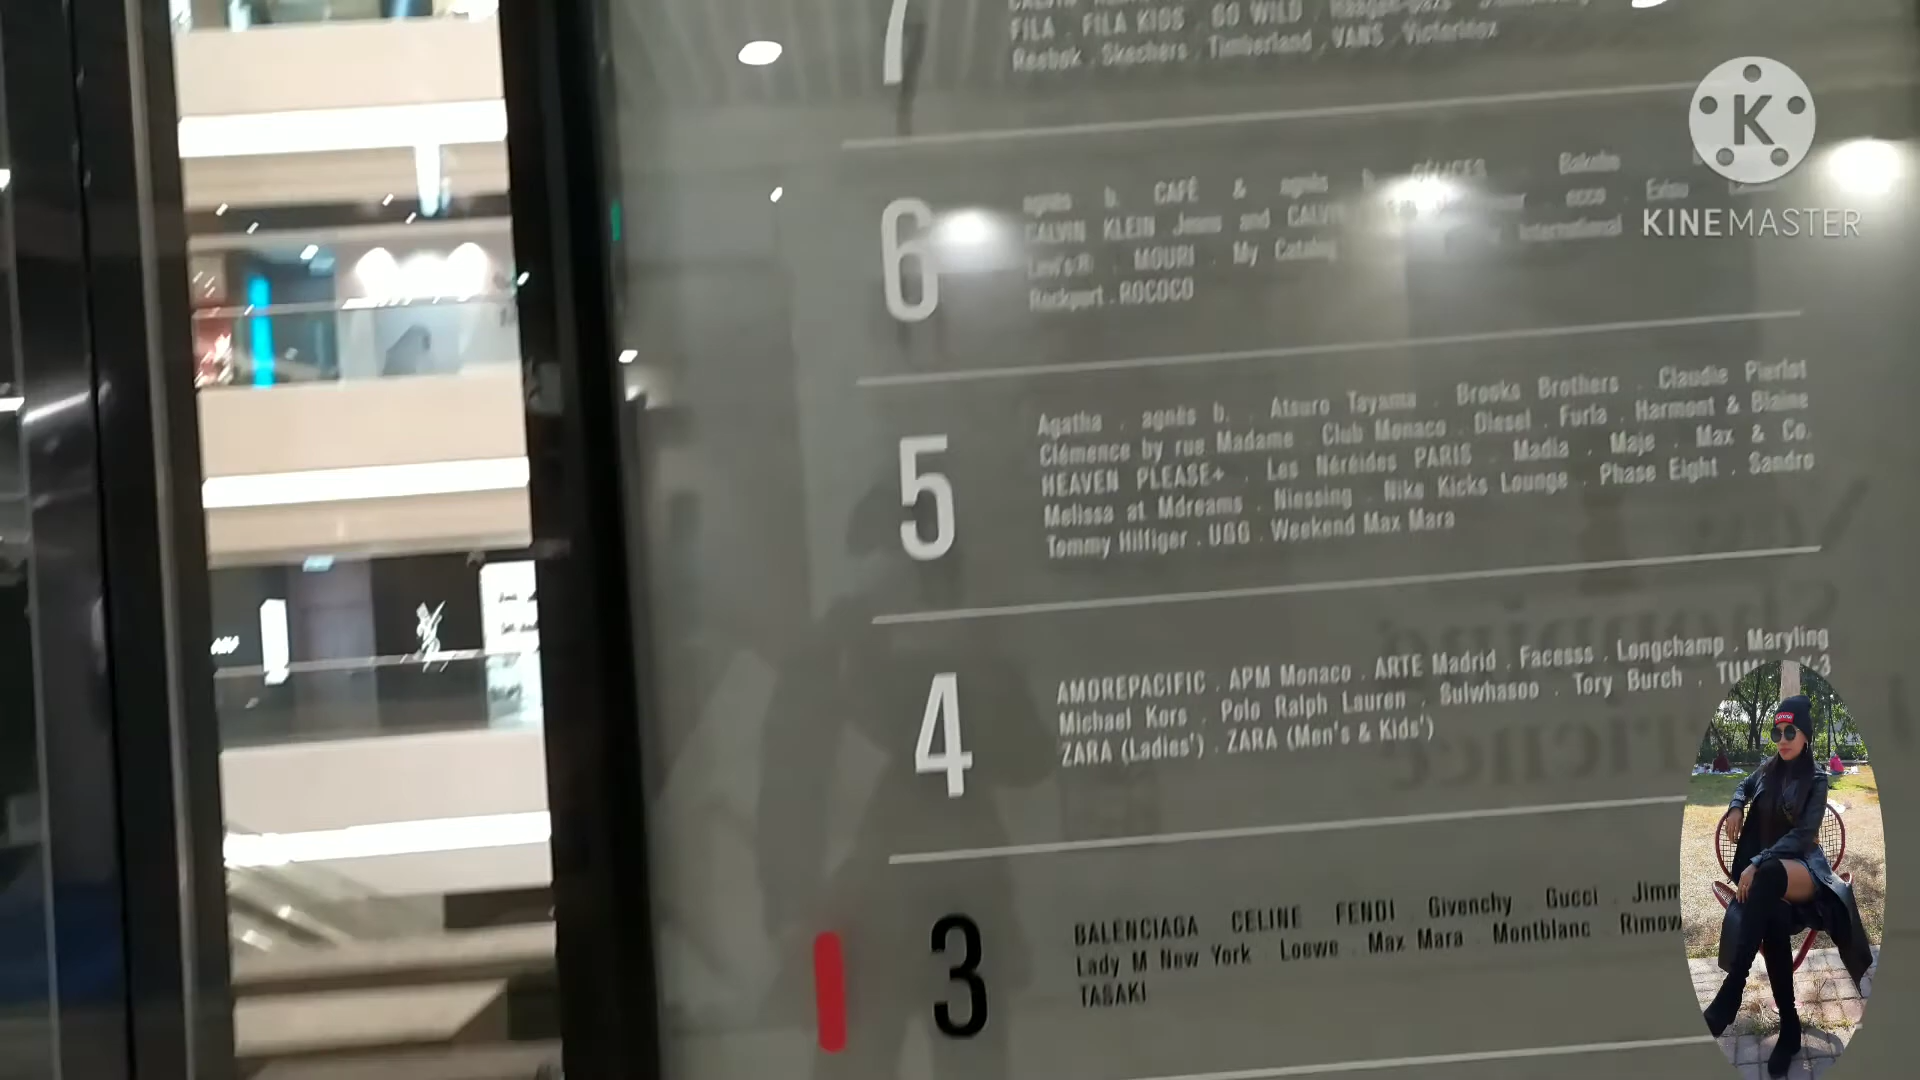 7
FILA . FILA KIDS . GO WILD .
Reebok . Skechers . Timberland . VANS . Victorinox
K
KINEMASTER
6
agnès b. CAFÉ & agnès b. DÉLICES
CALVIN KLEIN Jeans and ecco
Levi's® . MOURI . My International
Rockport . ROCOCO
5
Agatha . agnès b. . Atsuro Tayama . Brooks Brothers . Claudie Pierlot
Clémence by rue Madame . Club Monaco . Diesel . Furla . Harmont & Blaine
HEAVEN PLEASE+ . Les Néréides PARIS . Madia . Maje . Max & Co.
Melissa at Mdreams . Niessing . Nike Kicks Lounge . Phase Eight . Sandro
Tommy Hilfiger . UGG . Weekend Max Mara
4
AMOREPACIFIC . APM Monaco . ARTE Madrid . Facesss . Longchamp . Maryling
Michael Kors . Polo Ralph Lauren . Sulwhasoo . Tory Burch .
ZARA (Ladies') . ZARA (Men's & Kids')
3
BALENCIAGA CELINE FENDI Givenchy Gucci .
Lady M New York Loewe . Max Mara . Montblanc
TASAKI